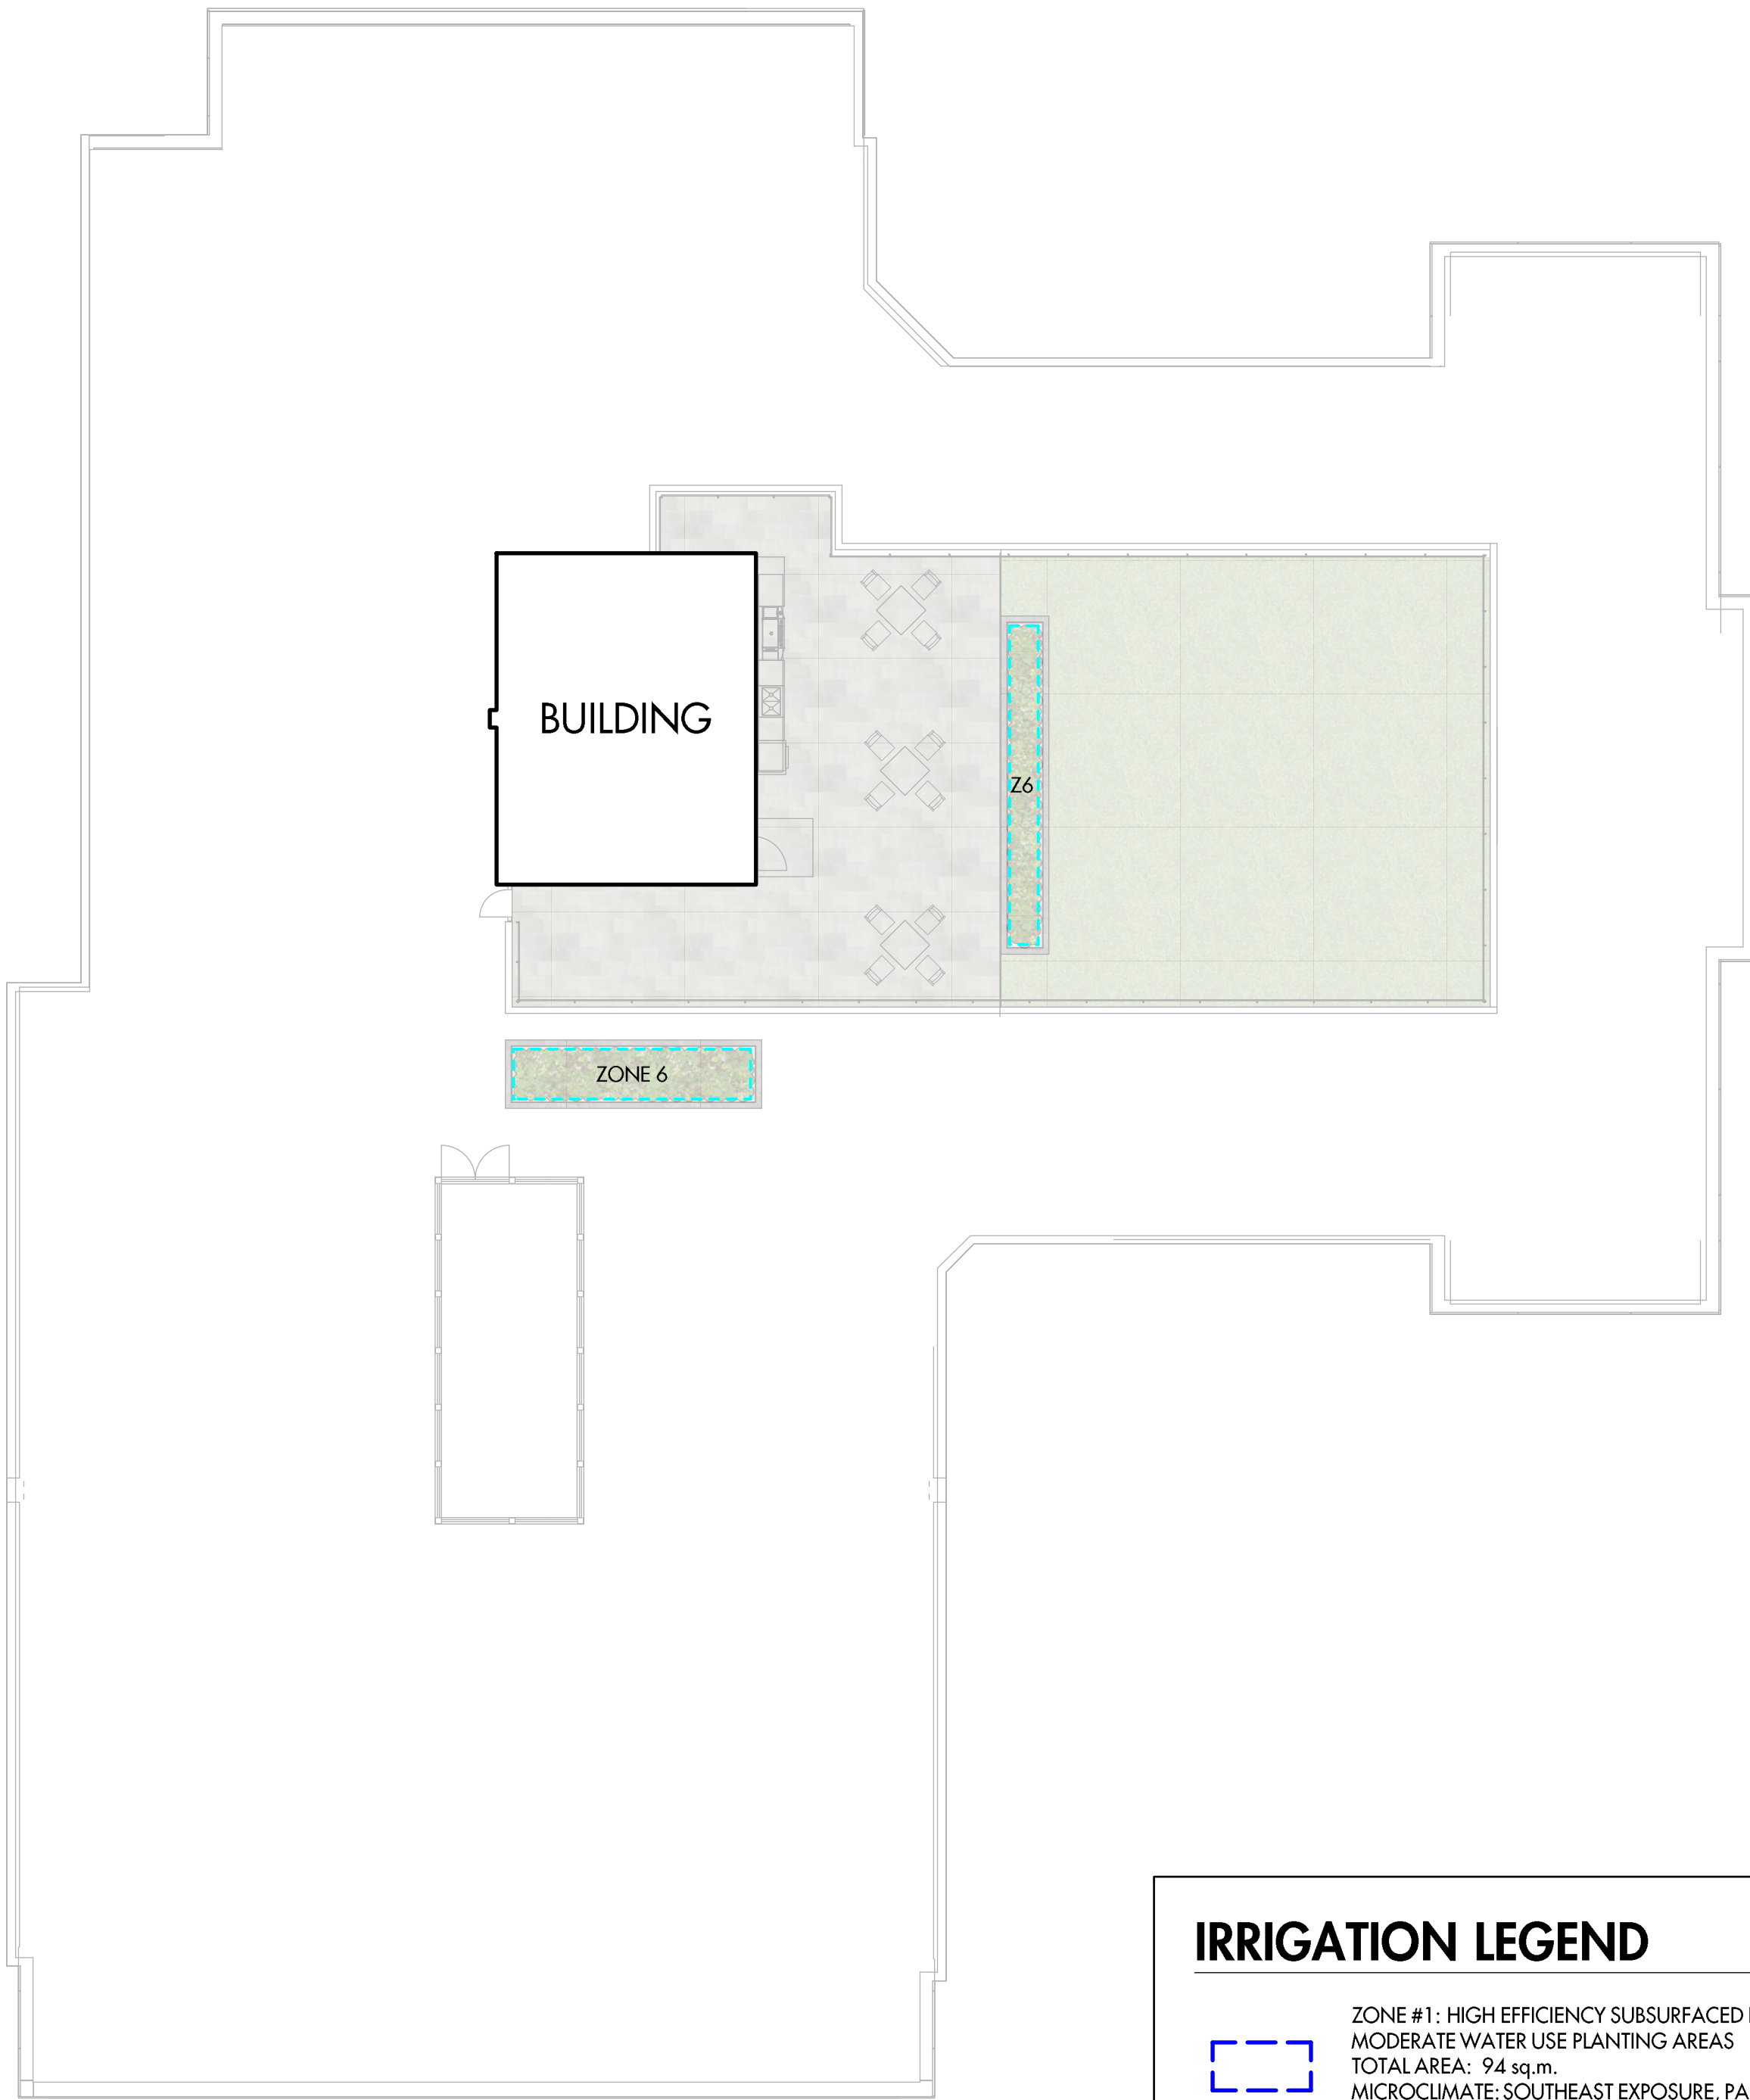 BUILDING
Z6
ZONE 6
IRRIGATION LEGEND
ZONE #1: HIGH EFFICIENCY SUBSURFACED
MODERATE WATER USE PLANTING AREAS
TOTAL AREA: 94 sq.m.
MICROCLIMATE: SOUTHEAST EXPOSURE, PA